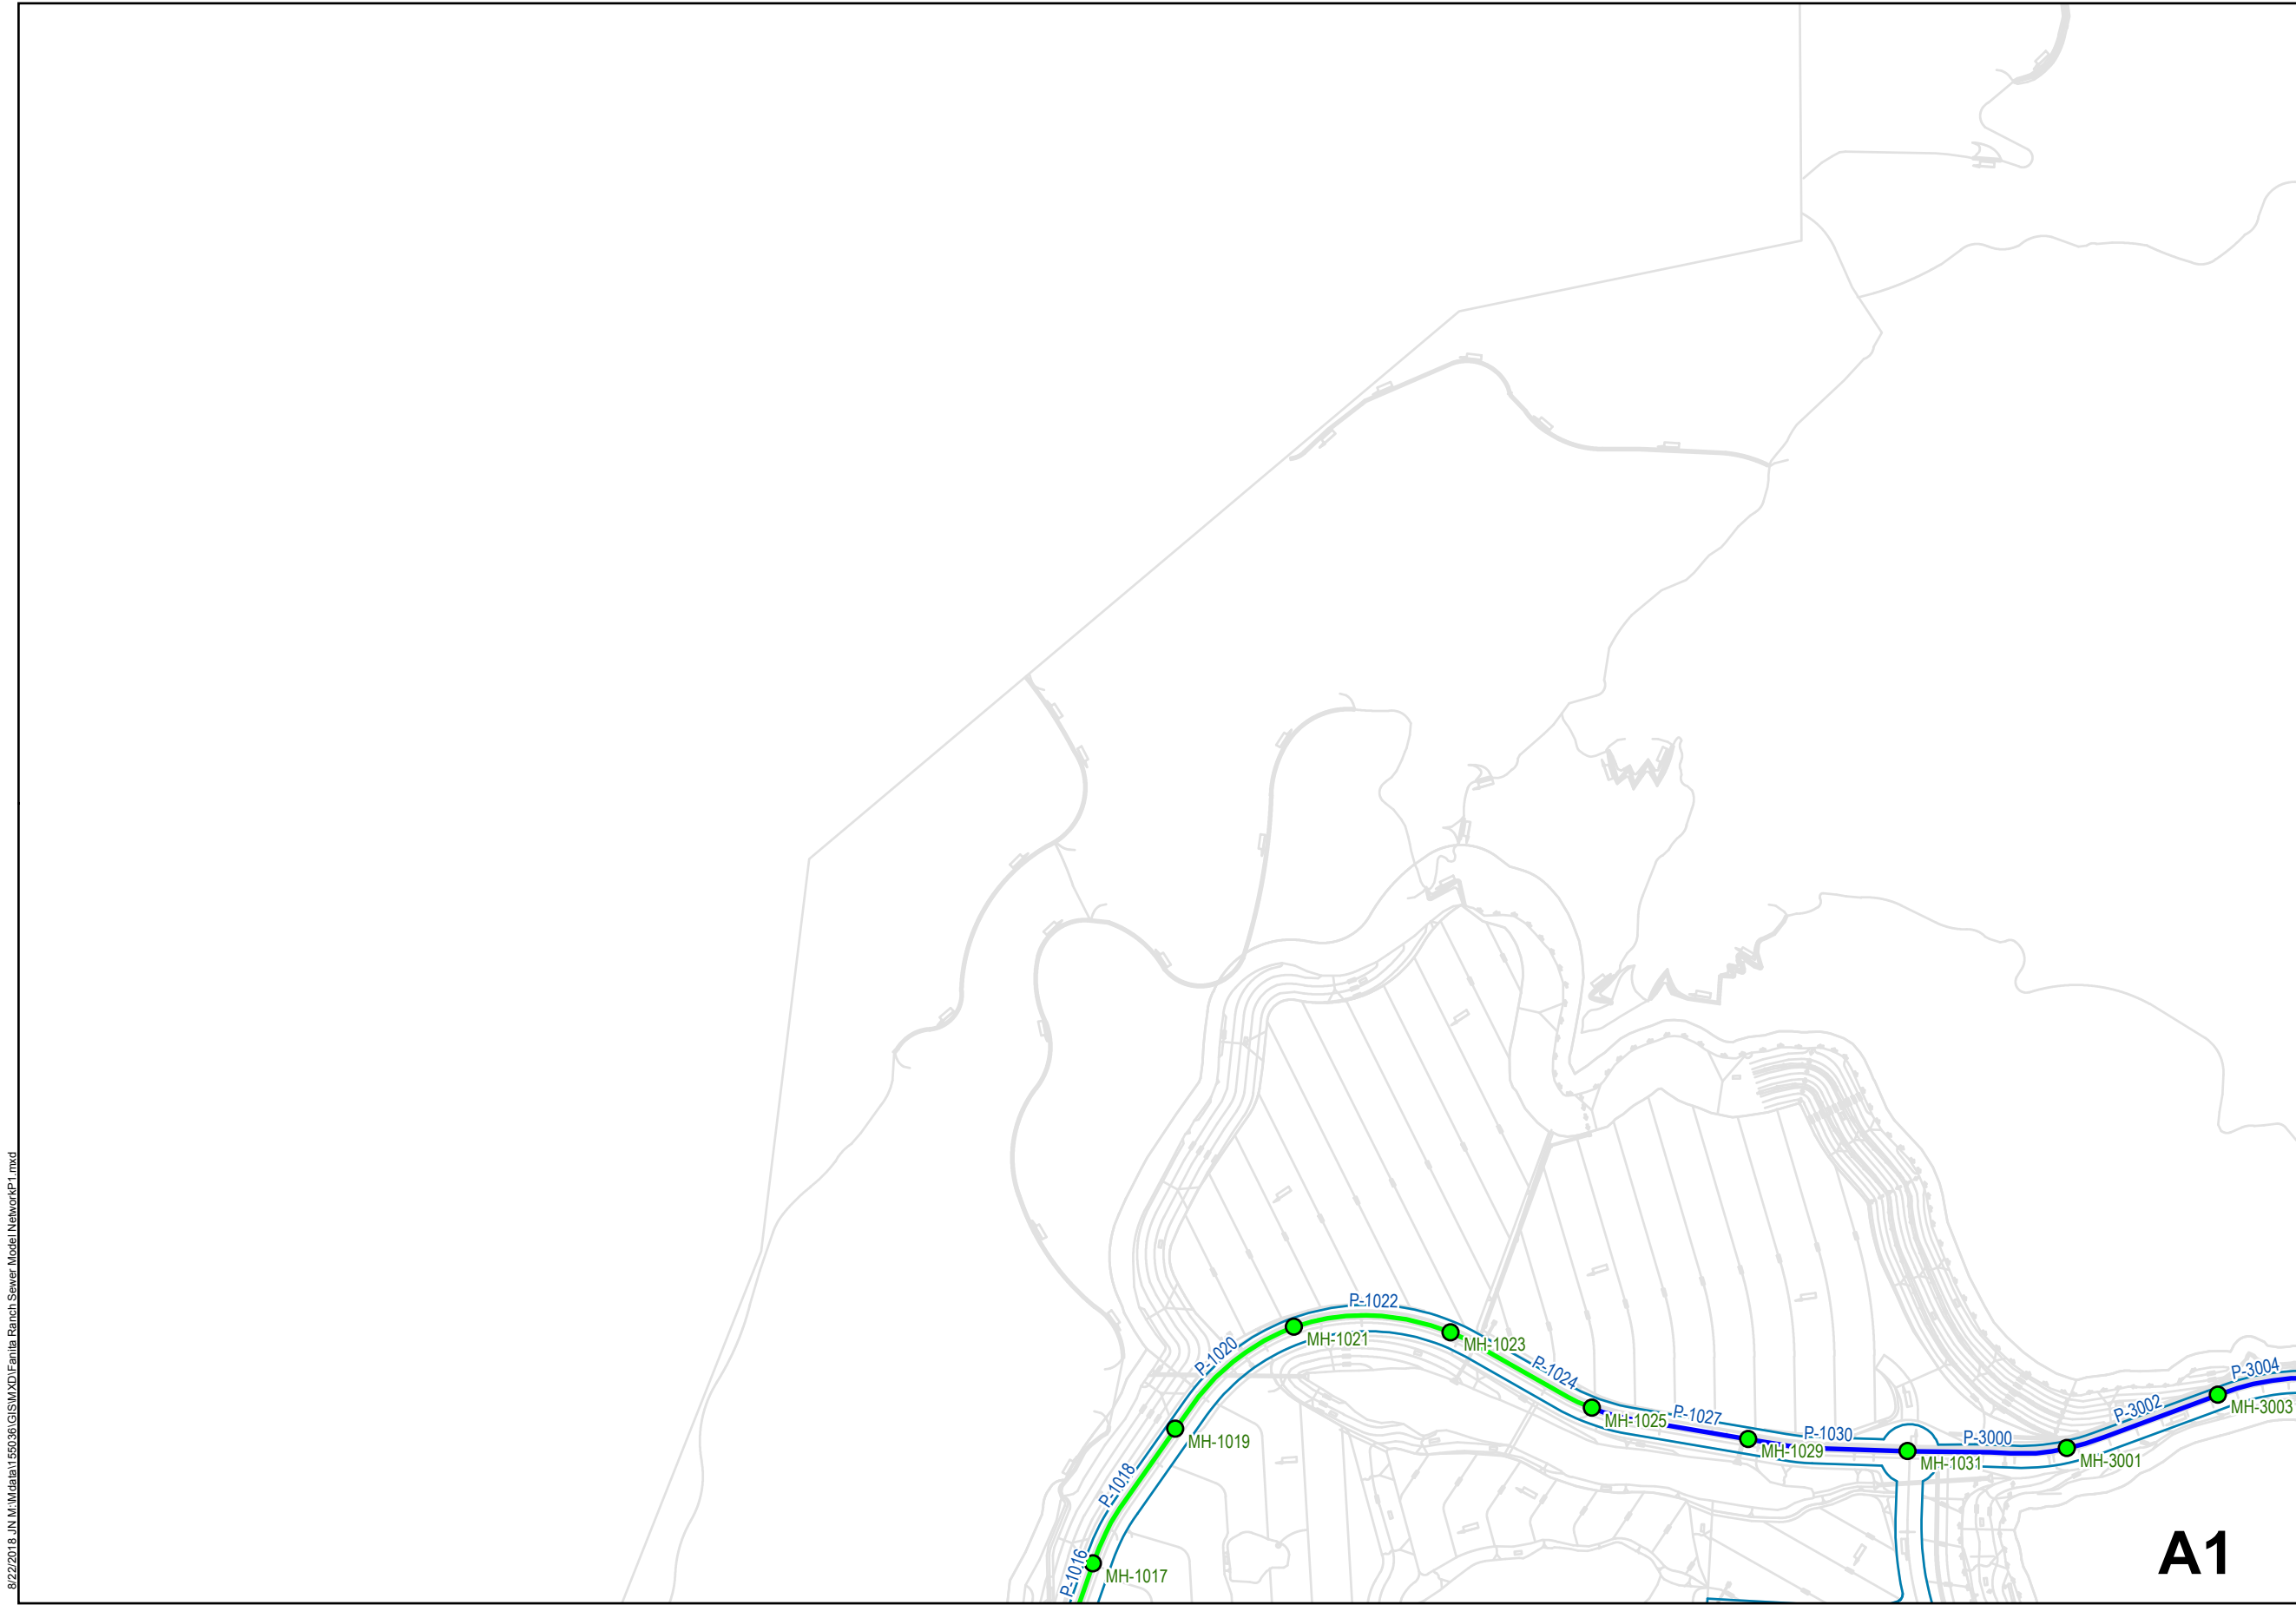 P-1022
MH-1021
MH-1023
P-1020
P-1024
P-3004
MH-3003
P-3002
MH-1025
P-1027
P-1030
P-3000
MH-1019
MH-1029
MH-1031
MH-3001
P-1018
P-1016
MH-1017
A1
8/22/2018 JN M:\Mdata\155036\GIS\MXD\Fanita Ranch Sewer Model NetworkP1.mxd